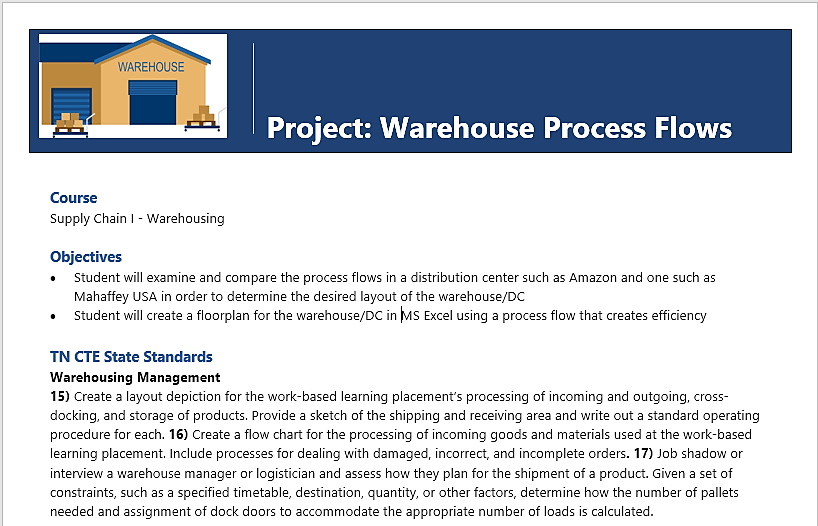 WAREHOUSE
Project: Warehouse Process Flows
Course
Supply Chain I - Warehousing
Objectives
• Student will examine and compare the process flows in a distribution center such as Amazon and one such as
Mahaffey USA in order to determine the desired layout of the warehouse/DC
• Student will create a floorplan for the warehouse/DC in MS Excel using a process flow that creates efficiency
TN CTE State Standards
Warehousing Management
15) Create a layout depiction for the work-based learning placement's processing of incoming and outgoing, cross-
docking, and storage of products. Provide a sketch of the shipping and receiving area and write out a standard operating
procedure for each. 16) Create a flow chart for the processing of incoming goods and materials used at the work-based
learning placement. Include processes for dealing with damaged, incorrect, and incomplete orders. 17) Job shadow or
interview a warehouse manager or logistician and assess how they plan for the shipment of a product. Given a set of
constraints, such as a specified timetable, destination, quantity, or other factors, determine how the number of pallets
needed and assignment of dock doors to accommodate the appropriate number of loads is calculated.